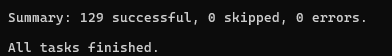 Summary: 129 successful, 0 skipped, 0 errors.
All tasks finished.